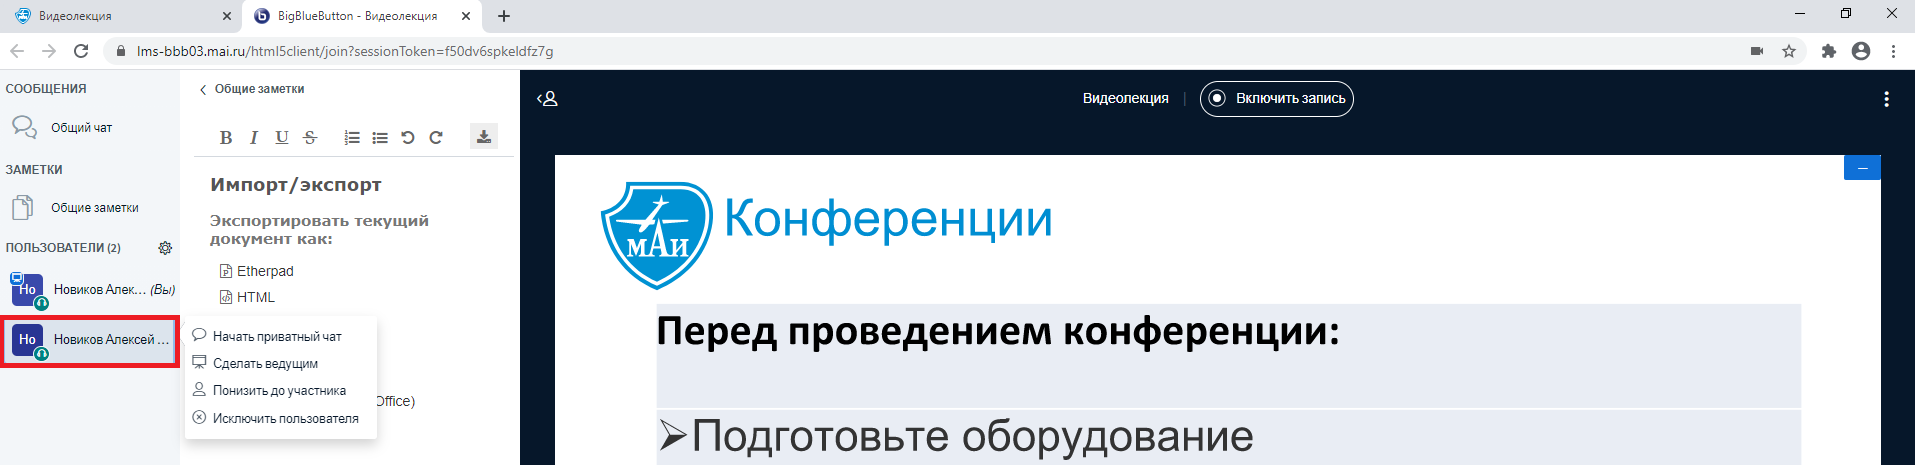 Видеолекция
BigBlueButton - Видеолекция
lms-bbb03.mai.ru/html5client/join?sessionToken=f50dv6spkeldfz7g
СООБЩЕНИЯ
Общий чат
ЗАМЕТКИ
Общие заметки
ПОЛЬЗОВАТЕЛИ (2)
Но
Новиков Алек... (Вы)
Но
Новиков Алексей ...
Общие заметки
B I U S
Импорт/экспорт
Экспортировать текущий
документ как:
Etherpad
HTML
Office)
Начать приватный чат
Сделать ведущим
Понизить до участника
Исключить пользователя
Видеолекция
Включить запись
МАИ
Конференции
Перед проведением конференции:
➢Подготовьте оборудование